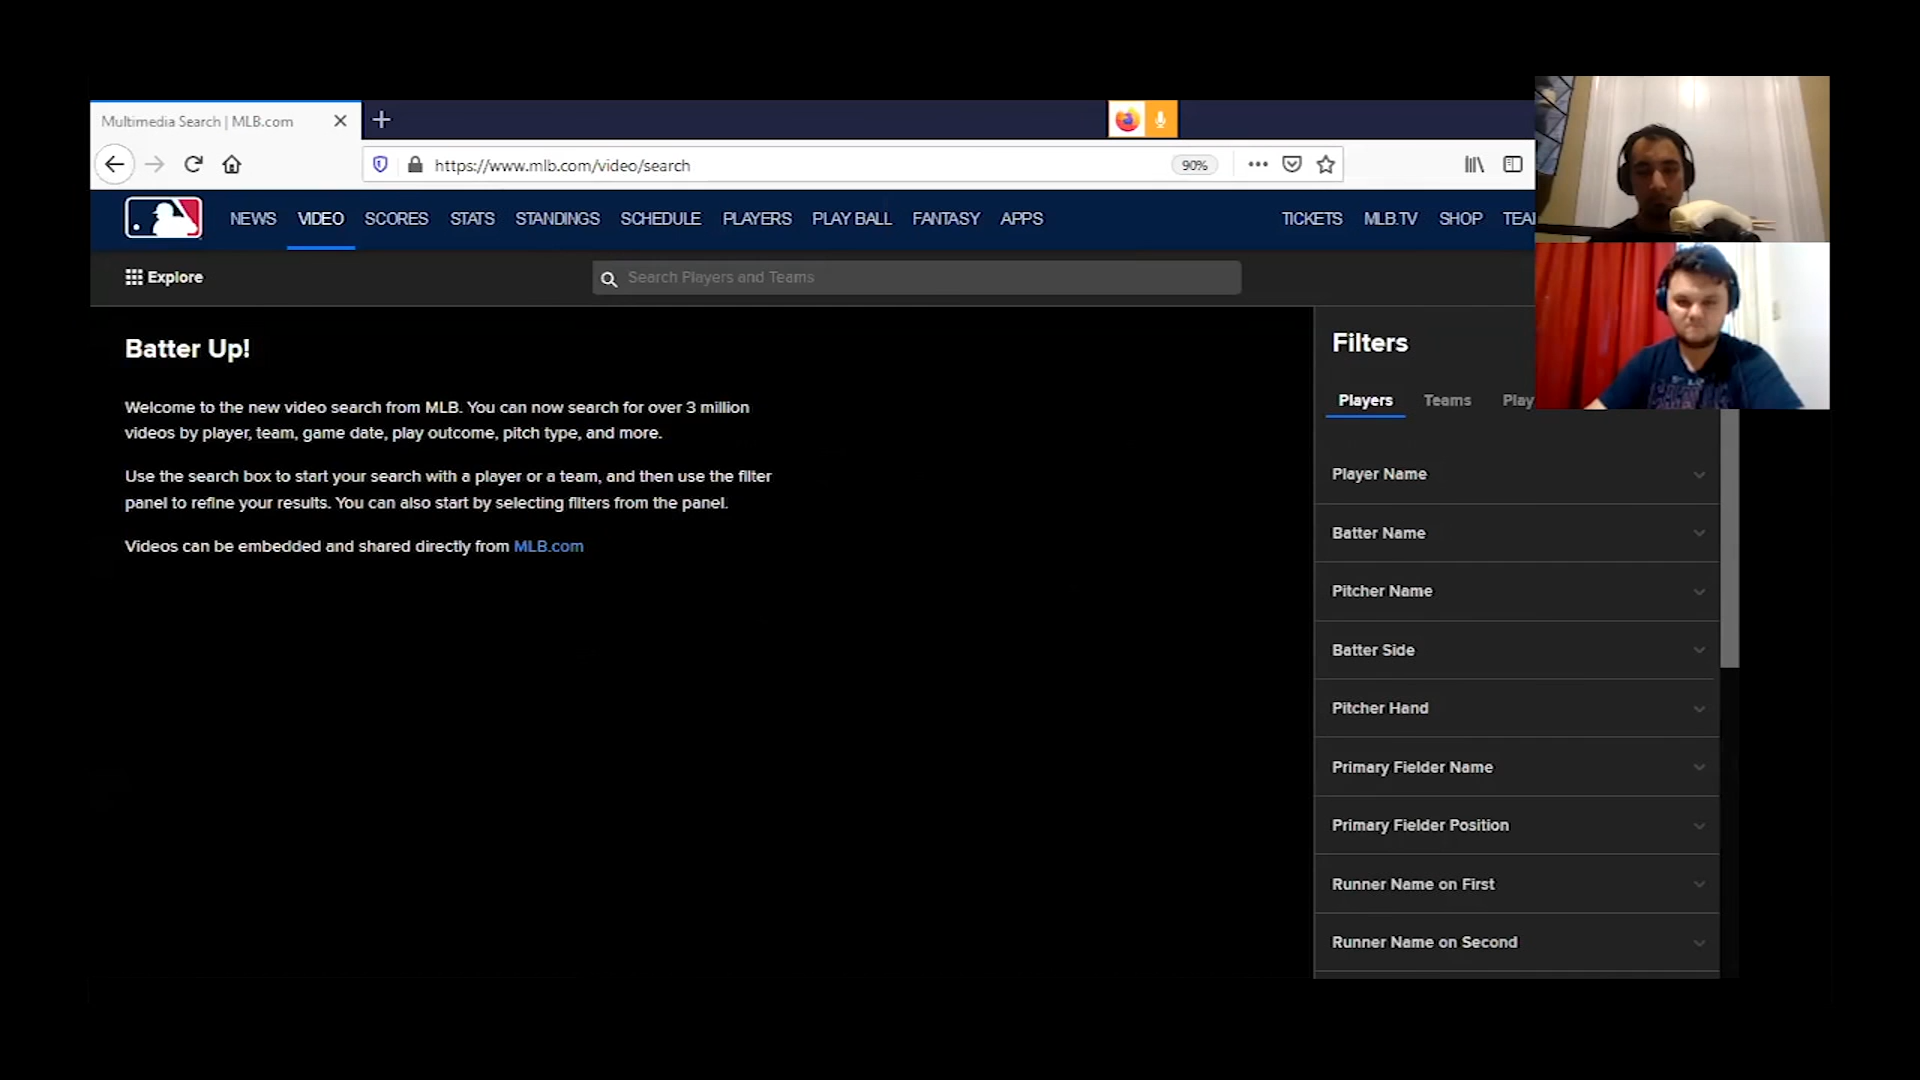 Multimedia Search | MLB.com
https://www.mlb.com/video/search
90%
NEWS VIDEO SCORES STATS STANDINGS SCHEDULE PLAYERS PLAY BALL FANTASY APPS TICKETS MLB.TV SHOP TEA
Explore
Search Players and Teams
Batter Up!
Welcome to the new video search from MLB. You can now search for over 3 million
videos by player, team, game date, play outcome, pitch type, and more.
Use the search box to start your search with a player or a team, and then use the filter
panel to refine your results. You can also start by selecting filters from the panel.
Videos can be embedded and shared directly from MLB.com
Filters
Players Teams Play
Player Name
Batter Name
Pitcher Name
Batter Side
Pitcher Hand
Primary Fielder Name
Primary Fielder Position
Runner Name on First
Runner Name on Second